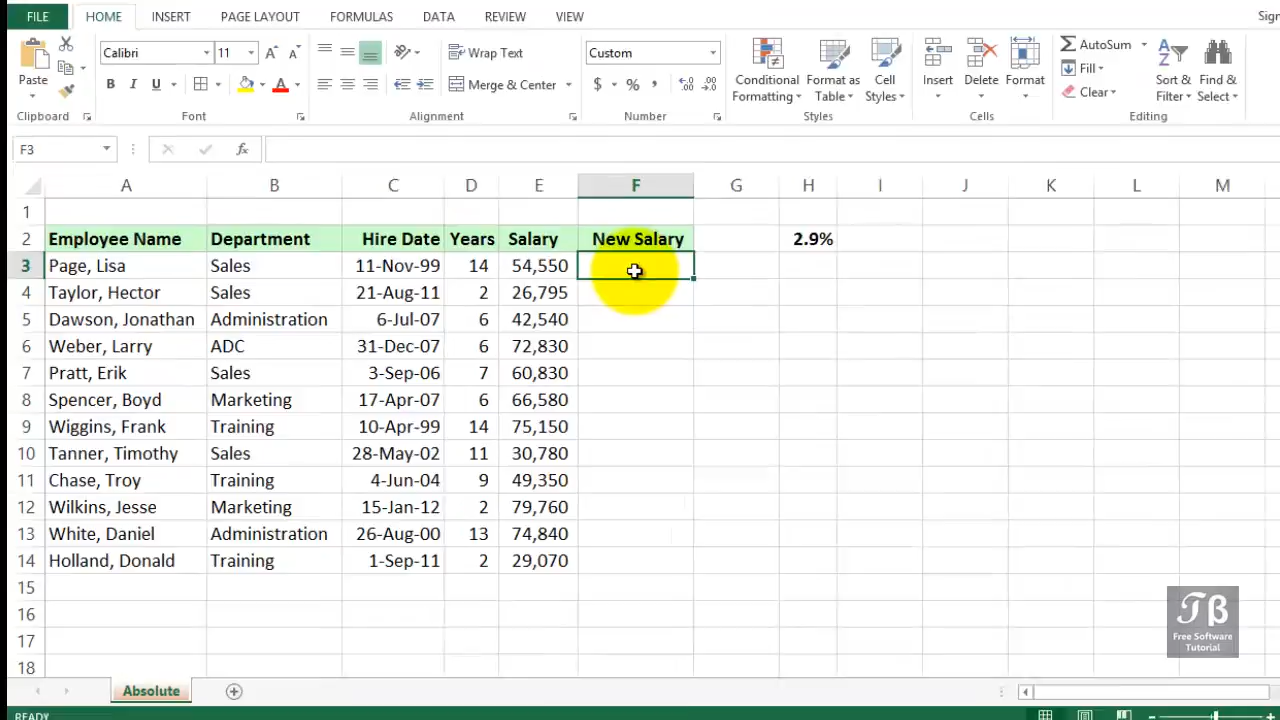 FILE HOME INSERT PAGE LAYOUT FORMULAS DATA REVIEW VIEW
Calibri 11 Wrap Text Custom AutoSum
Paste Conditional Format as Cell Insert Delete Format Fill Sort & Find &
B I U A Merge & Center $ % , Formatting Table Styles Clear Filter Select
Clipboard Font Alignment Number Styles Cells Editing
F3 fx
A B C D E F G H I J K L M
1
2 Employee Name Department Hire Date Years Salary New Salary 2.9%
3 Page, Lisa Sales 11-Nov-99 14 54,550
4 Taylor, Hector Sales 21-Aug-11 2 26,795
5 Dawson, Jonathan Administration 6-Jul-07 6 42,540
6 Weber, Larry ADC 31-Dec-07 6 72,830
7 Pratt, Erik Sales 3-Sep-06 7 60,830
8 Spencer, Boyd Marketing 17-Apr-07 6 66,580
9 Wiggins, Frank Training 10-Apr-99 14 75,150
10 Tanner, Timothy Sales 28-May-02 11 30,780
11 Chase, Troy Training 4-Jun-04 9 49,350
12 Wilkins, Jesse Marketing 15-Jan-12 2 79,760
13 White, Daniel Administration 26-Aug-00 13 74,840
14 Holland, Donald Training 1-Sep-11 2 29,070
15
16
17
18
Free Software
Tutorial
Absolute
READY